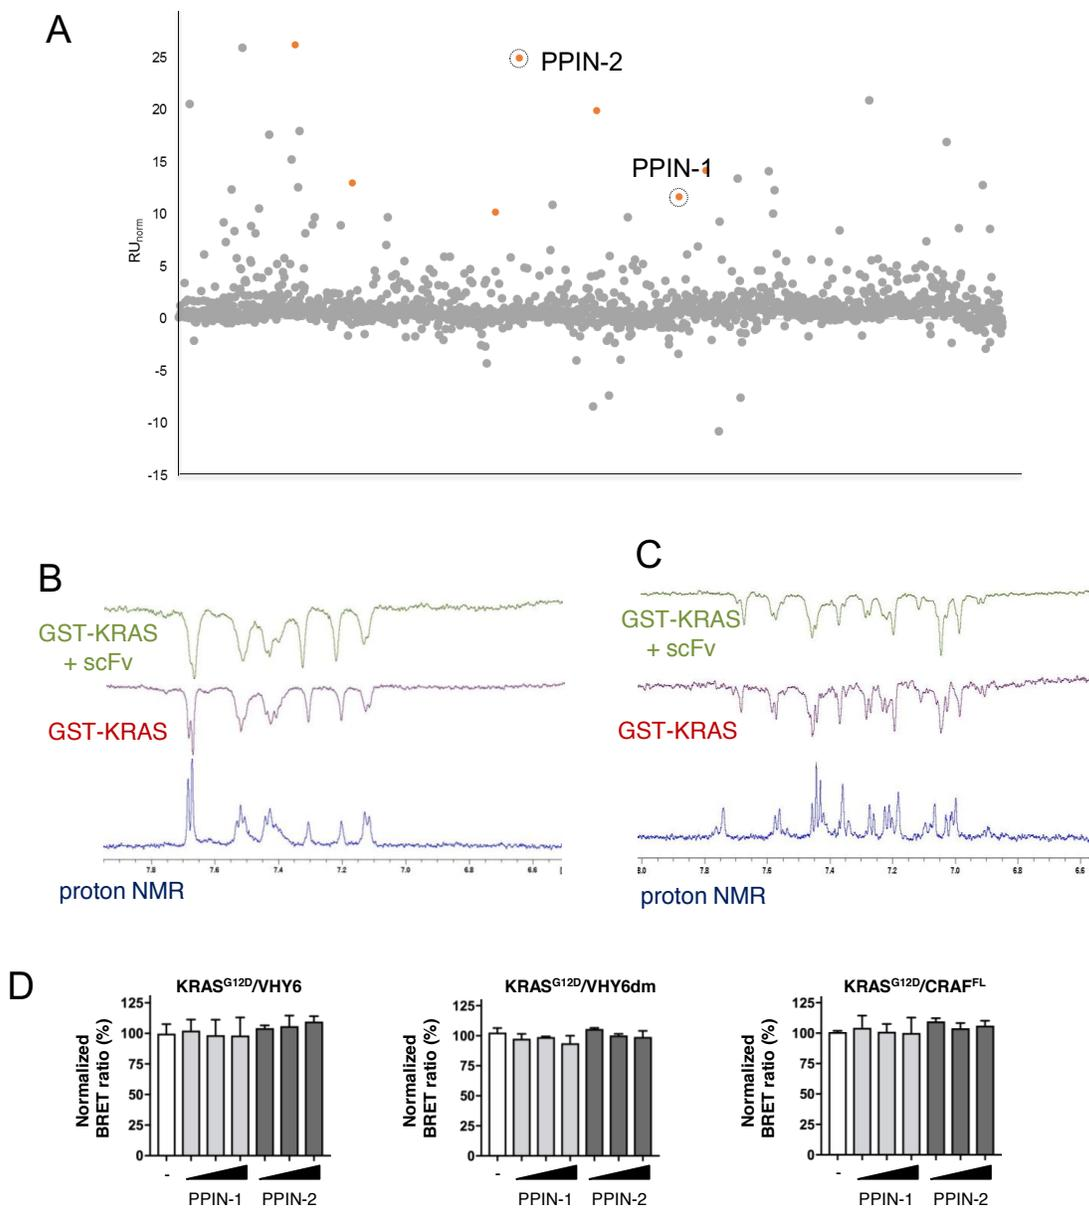 A
25
PPIN-2
20
15
PPIN-1
10
RUnorm
5
0
-5
-10
-15
B
C
GST-KRAS
+ scFv
GST-KRAS
+ scFv
GST-KRAS
GST-KRAS
7.8 7.6 7.4 7.2 7.0 6.8 6.6
8.0 7.8 7.6 7.4 7.2 7.0 6.8 6.6
proton NMR
proton NMR
D
KRASG12D/VHY6
Normalized
BRET ratio (%)
125
100
75
50
25
0
-
PPIN-1 PPIN-2
KRASG12D/VHY6dm
Normalized
BRET ratio (%)
125
100
75
50
25
0
-
PPIN-1 PPIN-2
KRASG12D/CRAFFL
Normalized
BRET ratio (%)
125
100
75
50
25
0
-
PPIN-1 PPIN-2